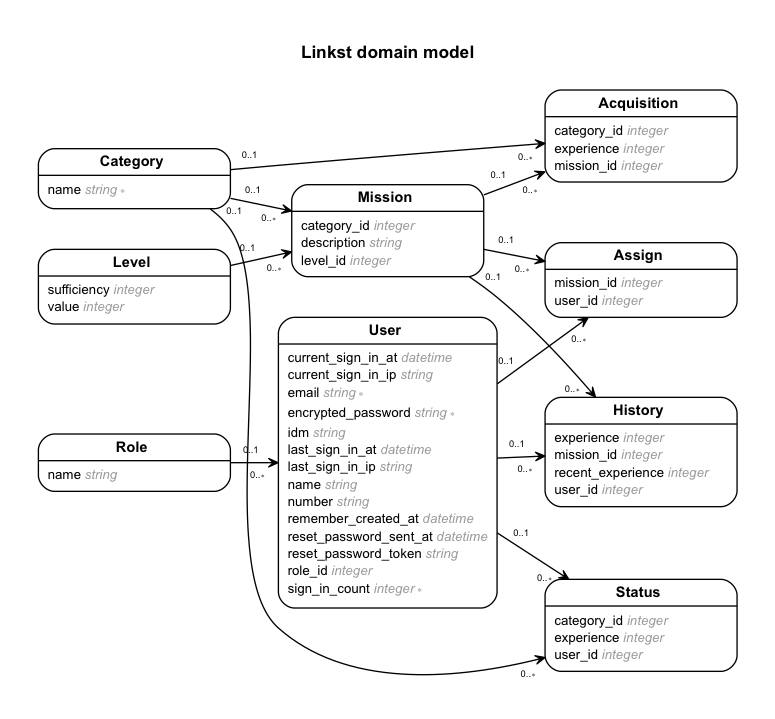 Linkst domain model
Category
name string ∗
Level
sufficiency integer
value integer
Role
name string
Mission
category_id integer
description string
level_id integer
User
current_sign_in_at datetime
current_sign_in_ip string
email string ∗
encrypted_password string ∗
idm string
last_sign_in_at datetime
last_sign_in_ip string
name string
number string
remember_created_at datetime
reset_password_sent_at datetime
reset_password_token string
role_id integer
sign_in_count integer ∗
Acquisition
category_id integer
experience integer
mission_id integer
Assign
mission_id integer
user_id integer
History
experience integer
mission_id integer
recent_experience integer
user_id integer
Status
category_id integer
experience integer
user_id integer
0..1
0..∗
0..1
0..∗
0..1
0..∗
0..1
0..∗
0..1
0..∗
0..1
0..∗
0..1
0..∗
0..1
0..∗
0..1
0..∗
0..1
0..∗
0..1
0..∗